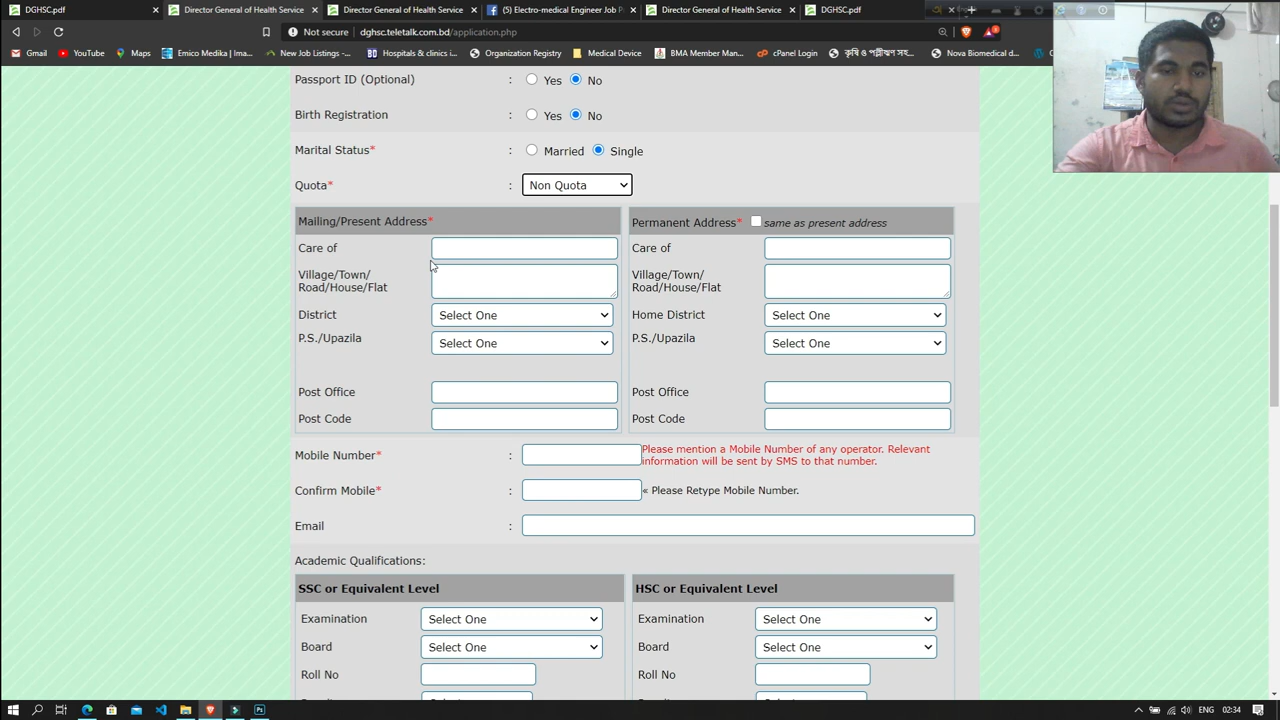 DGHSC.pdf
Director General of Health Service
Director General of Health Service
(5) Electro-medical Engineer Job P
Director General of Health Service
DGHSC.pdf
Not secure
dghsc.teletalk.com.bd/application.php
Gmail
YouTube
Maps
Emico Medika | Ima
New Job Listings -
Hospitals & clinics i...
Organog
Medical Device
BMA Member Man...
cPanel Login
কৃষি ও পল্লীঋণ সহ...
Nova Biomedical d
Passport ID (Optional) : Yes No
Birth Registration : Yes No
Marital Status* : Married Single
Quota* : Non Quota
Mailing/Present Address*
Permanent Address* same as present address
Care of
Care of
Village/Town/
Road/House/Flat
Village/Town/
Road/House/Flat
District Select One
Home District Select One
P.S./Upazila Select One
P.S./Upazila Select One
Post Office
Post Office
Post Code
Post Code
Mobile Number* : Please mention a Mobile Number of any operator. Relevant
information will be sent by SMS to that number.
Confirm Mobile* : « Please Retype Mobile Number.
Email :
Academic Qualifications:
SSC or Equivalent Level
HSC or Equivalent Level
Examination Select One
Examination Select One
Board Select One
Board Select One
Roll No
Roll No
ENG 02:34